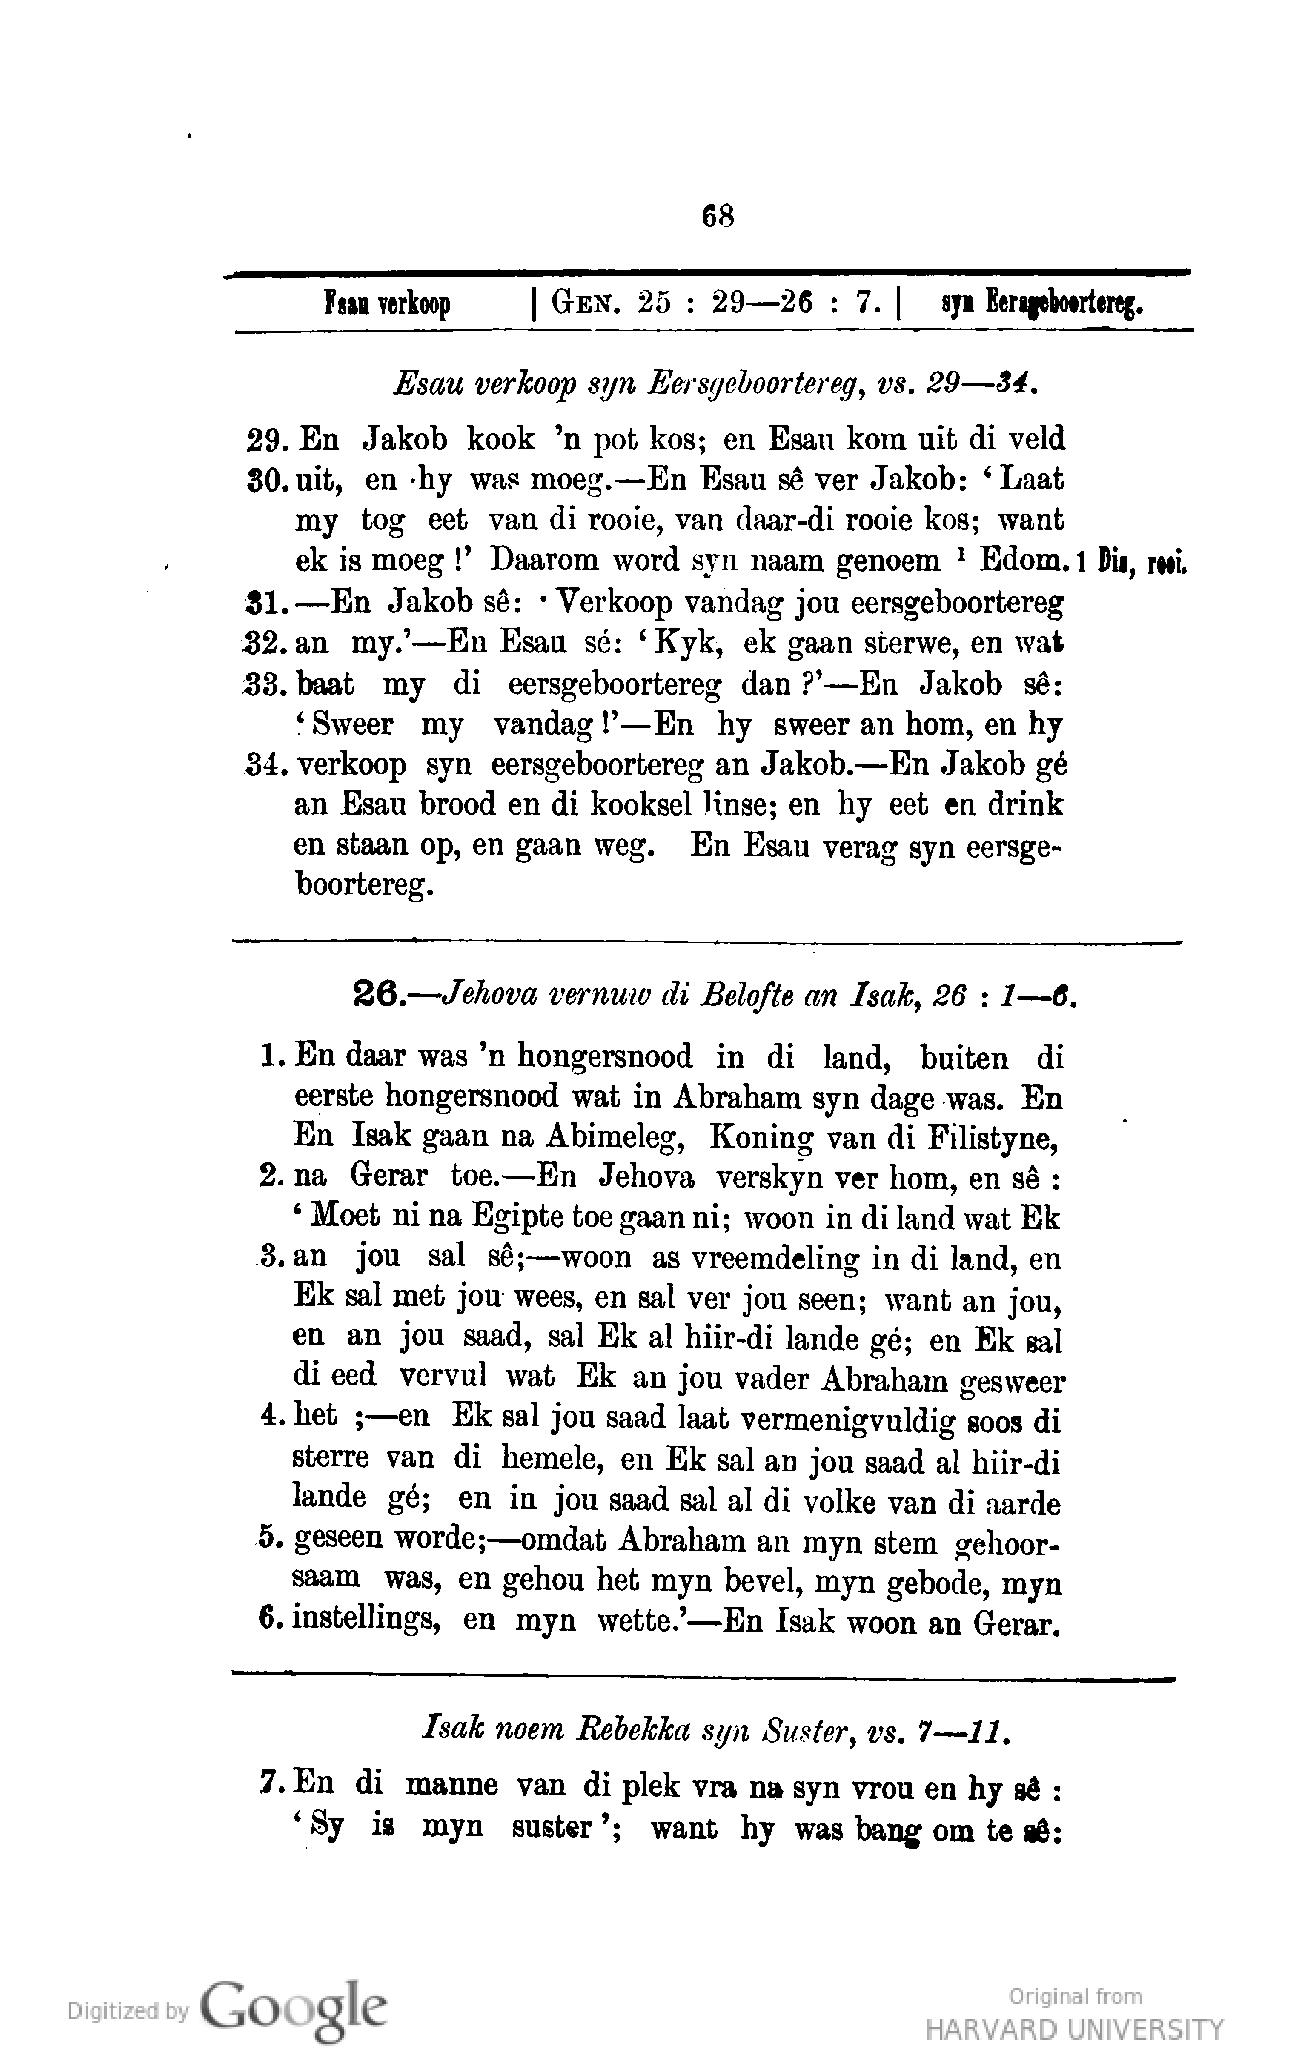 68
Esau verkoop | GEN. 25 : 29—26 : 7. | syn Eersgeboortereg.
Esau verkoop syn Eersgeboortereg, vs. 29—34.
29. En Jakob kook ’n pot kos; en Esau kom uit di veld
30. uit, en hy was moeg.—En Esau sê ver Jakob: ‘Laat
my tog eet van di rooie, van daar-di rooie kos; want
ek is moeg!’ Daarom word syn naam genoem ¹ Edom. 1 Dis, rooi.
31. —En Jakob sê: ‘Verkoop vandag jou eersgeboortereg
32. an my.’—En Esau sé: ‘Kyk, ek gaan sterwe, en wat
33. baat my di eersgeboortereg dan?’—En Jakob sê:
‘Sweer my vandag!’—En hy sweer an hom, en hy
34. verkoop syn eersgeboortereg an Jakob.—En Jakob gé
an Esau brood en di kooksel linse; en hy eet en drink
en staan op, en gaan weg. En Esau verag syn eersge-
boortereg.
26.—Jehova vernuw di Belofte an Isak, 26 : 1—6.
1. En daar was ’n hongersnood in di land, buiten di
eerste hongersnood wat in Abraham syn dage was. En
En Isak gaan na Abimeleg, Koning van di Filistyne,
2. na Gerar toe.—En Jehova verskyn ver hom, en sê :
‘Moet ni na Egipte toe gaan ni; woon in di land wat Ek
3. an jou sal sê;—woon as vreemdeling in di land, en
Ek sal met jou wees, en sal ver jou seen; want an jou,
en an jou saad, sal Ek al hiir-di lande gé; en Ek sal
di eed vervul wat Ek an jou vader Abraham gesweer
4. het ;—en Ek sal jou saad laat vermenigvuldig soos di
sterre van di hemele, en Ek sal an jou saad al hiir-di
lande gé; en in jou saad sal al di volke van di aarde
5. geseen worde;—omdat Abraham an myn stem gehoor-
saam was, en gehou het myn bevel, myn gebode, myn
6. instellings, en myn wette.’—En Isak woon an Gerar.
Isak noem Rebekka syn Suster, vs. 7—11.
7. En di manne van di plek vra na syn vrou en hy sê :
‘Sy is myn suster’; want hy was bang om te sê:
Digitized by Google
Original from
HARVARD UNIVERSITY